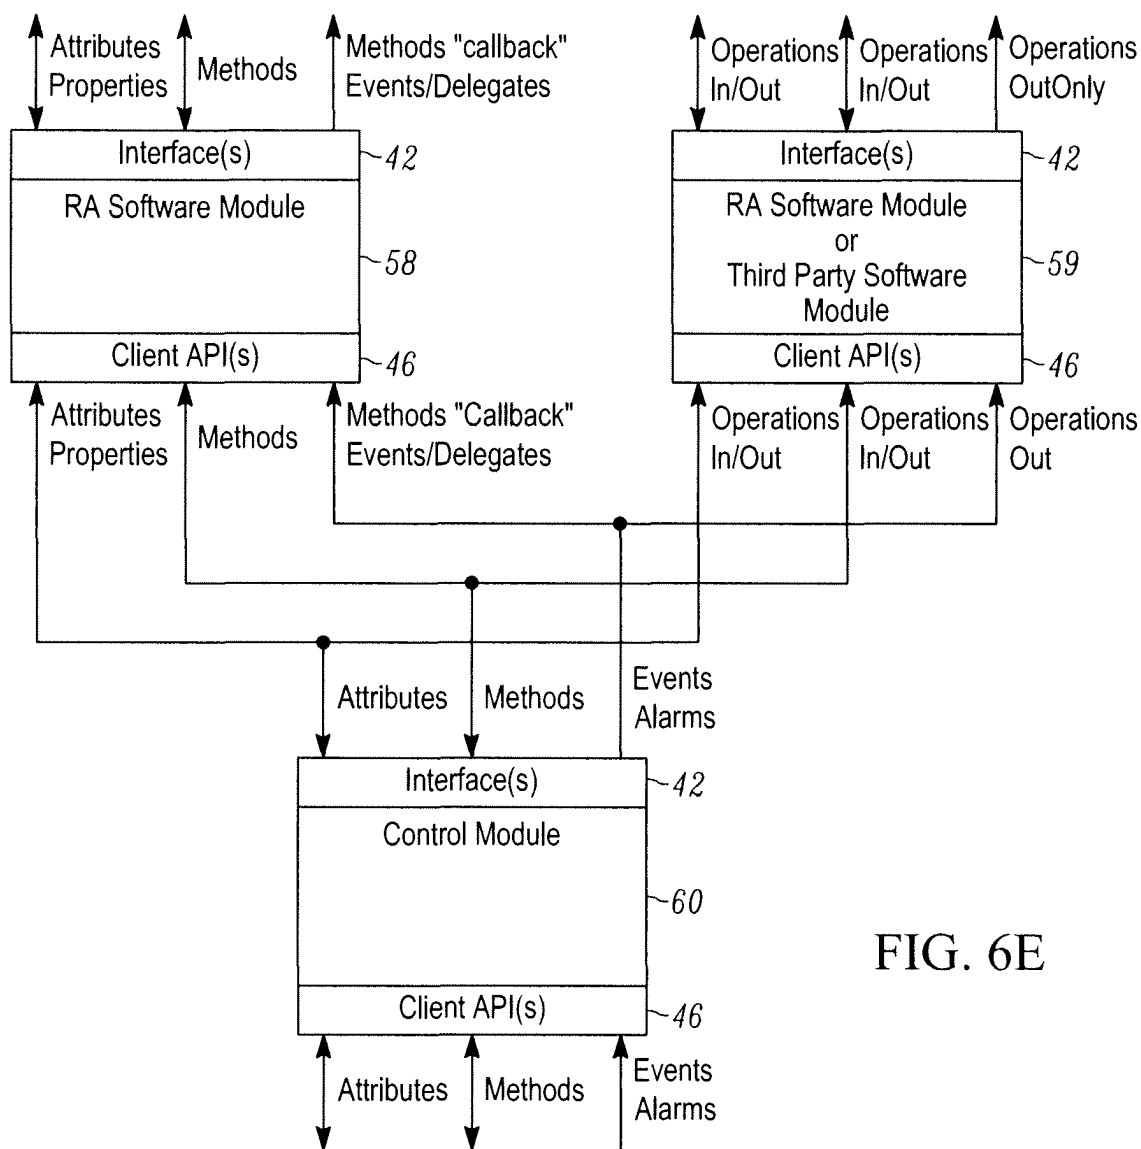 Attributes
Properties
Methods
Methods "callback"
Events/Delegates
Operations
In/Out
Operations
In/Out
Operations
OutOnly
Interface(s)
42
RA Software Module
58
Client API(s)
46
Interface(s)
42
RA Software Module
or
Third Party Software
Module
59
Client API(s)
46
Attributes
Properties
Methods
Methods "Callback"
Events/Delegates
Operations
In/Out
Operations
In/Out
Operations
Out
Attributes
Methods
Events
Alarms
Interface(s)
42
Control Module
60
Client API(s)
46
Attributes
Methods
Events
Alarms
FIG. 6E